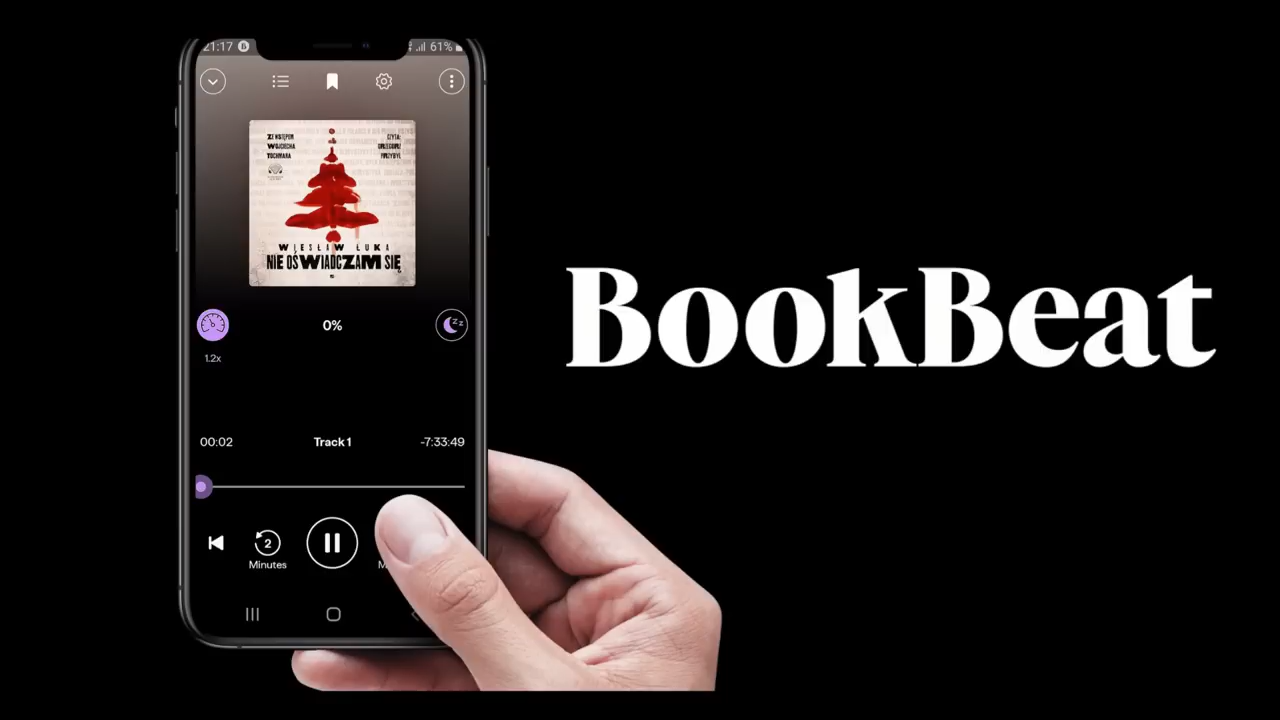 21:17
61%
ZE WSTĘPEM
WOJCIECHA
TOCHMANA
CZYTA:
GRZEGORZ
PRZYBYŁ
WIESŁAW ŁUKA
NIE OŚWIADCZAM SIĘ
0%
1.2x
00:02
Track 1
-7:33:49
2
Minutes
M
BookBeat